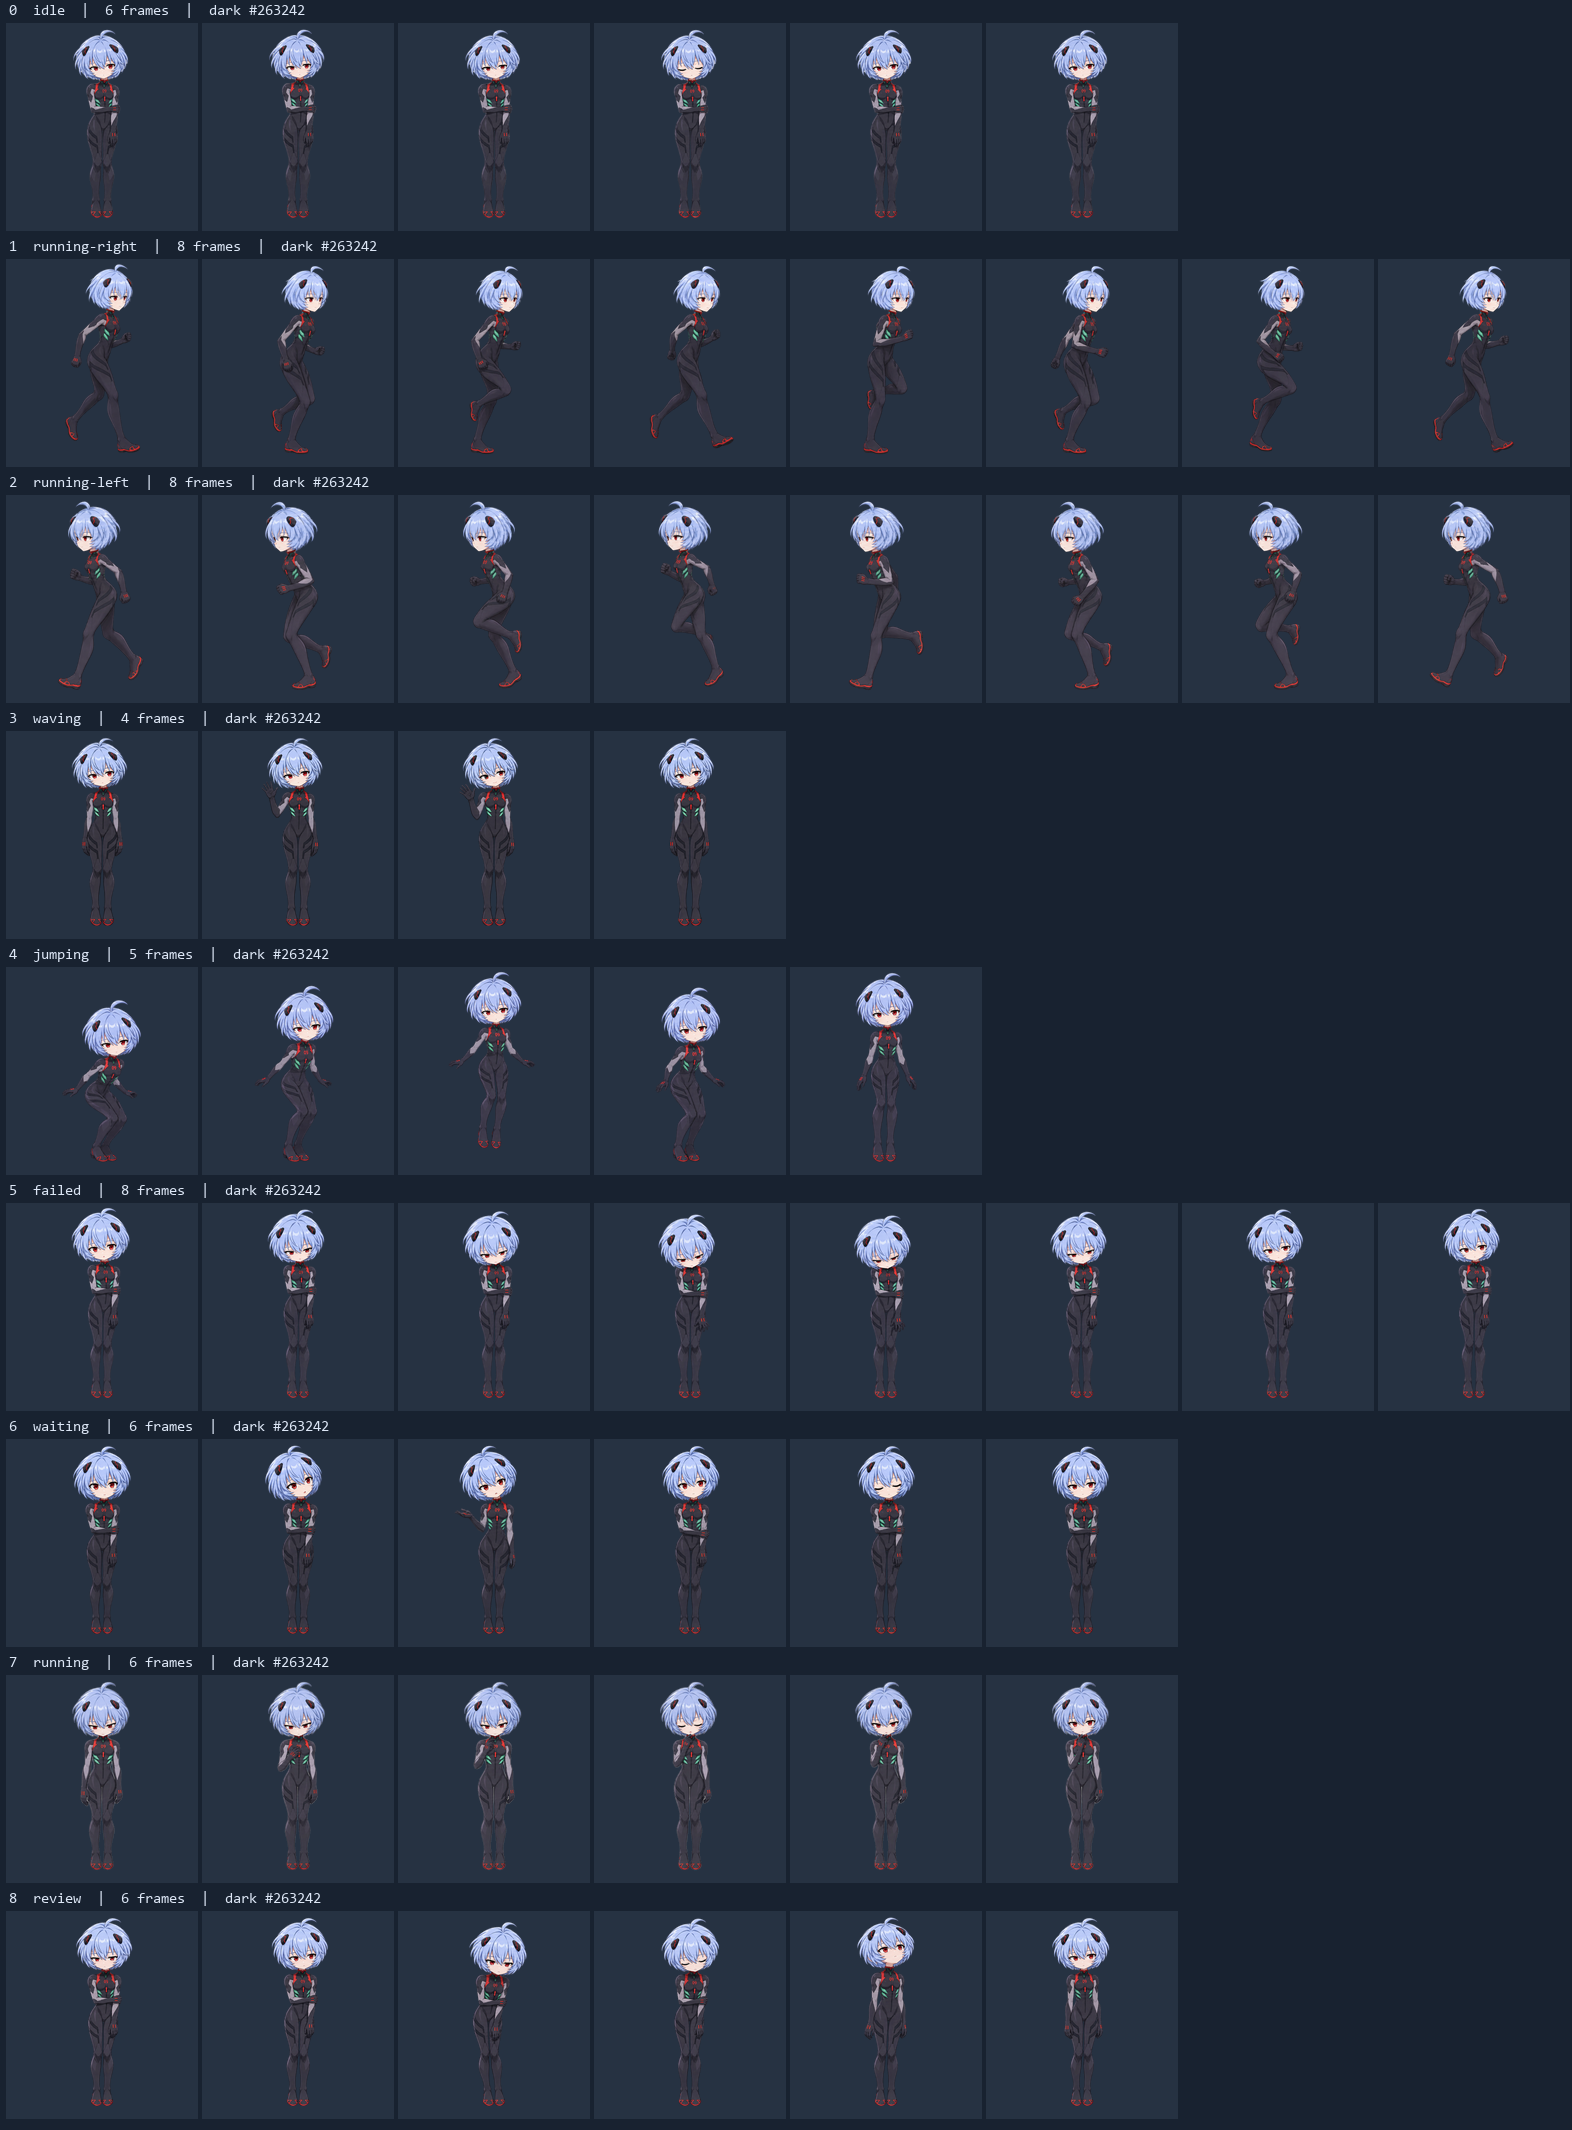 0 idle | 6 frames | dark #263242
1 running-right | 8 frames | dark #263242
2 running-left | 8 frames | dark #263242
3 waving | 4 frames | dark #263242
4 jumping | 5 frames | dark #263242
5 failed | 8 frames | dark #263242
6 waiting | 6 frames | dark #263242
7 running | 6 frames | dark #263242
8 review | 6 frames | dark #263242